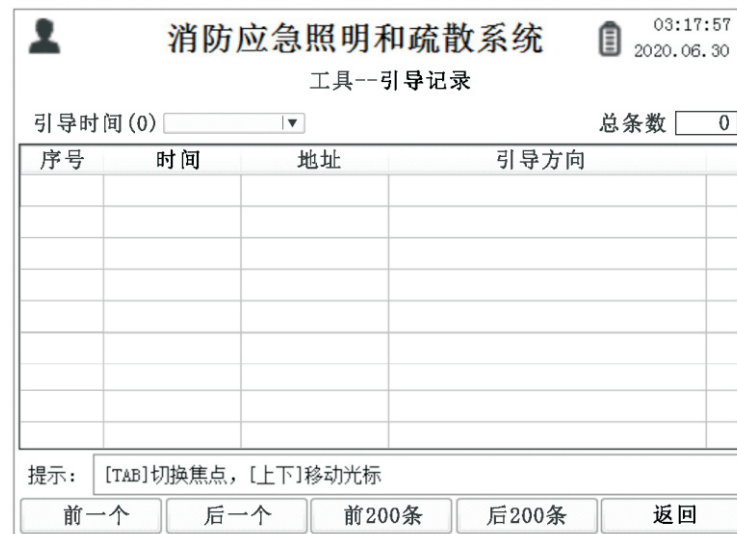 消防应急照明和疏散系统
03:17:57
2020.06.30
工具--引导记录
引导时间(0)
总条数 0
序号 时间 地址 引导方向
提示： [TAB]切换焦点，[上下]移动光标
前一个 后一个 前200条 后200条 返回